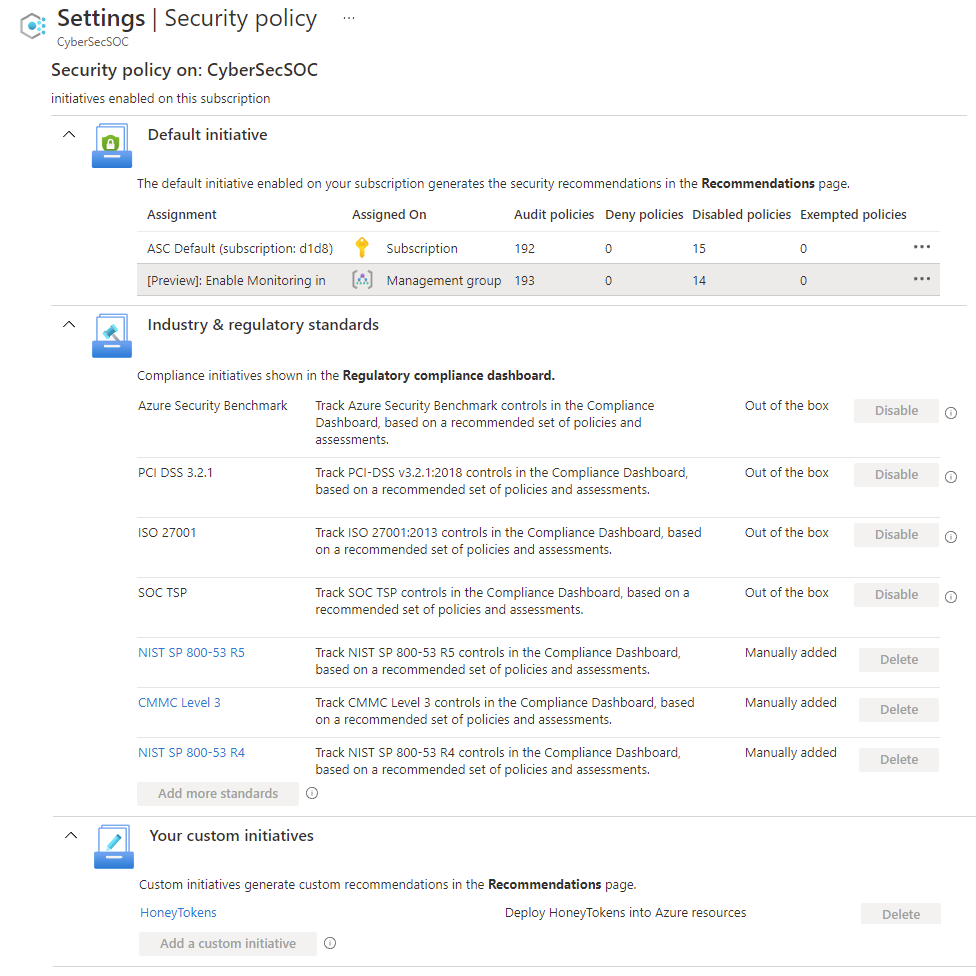 Settings | Security policy ...
CyberSecSOC
Security policy on: CyberSecSOC
initiatives enabled on this subscription
Default initiative
The default initiative enabled on your subscription generates the security recommendations in the Recommendations page.
Assignment Assigned On Audit policies Deny policies Disabled policies Exempted policies
ASC Default (subscription: d1d8) Subscription 192 0 15 0 ...
[Preview]: Enable Monitoring in Management group 193 0 14 0 ...
Industry & regulatory standards
Compliance initiatives shown in the Regulatory compliance dashboard.
Azure Security Benchmark Track Azure Security Benchmark controls in the Compliance Out of the box Disable
Dashboard, based on a recommended set of policies and
assessments.
PCI DSS 3.2.1 Track PCI-DSS v3.2.1:2018 controls in the Compliance Dashboard, Out of the box Disable
based on a recommended set of policies and assessments.
ISO 27001 Track ISO 27001:2013 controls in the Compliance Dashboard, based Out of the box Disable
on a recommended set of policies and assessments.
SOC TSP Track SOC TSP controls in the Compliance Dashboard, based on a Out of the box Disable
recommended set of policies and assessments.
NIST SP 800-53 R5 Track NIST SP 800-53 R5 controls in the Compliance Dashboard, Manually added Delete
based on a recommended set of policies and assessments.
CMMC Level 3 Track CMMC Level 3 controls in the Compliance Dashboard, based Manually added Delete
on a recommended set of policies and assessments.
NIST SP 800-53 R4 Track NIST SP 800-53 R4 controls in the Compliance Dashboard, Manually added Delete
based on a recommended set of policies and assessments.
Add more standards
Your custom initiatives
Custom initiatives generate custom recommendations in the Recommendations page.
HoneyTokens Deploy HoneyTokens into Azure resources Delete
Add a custom initiative